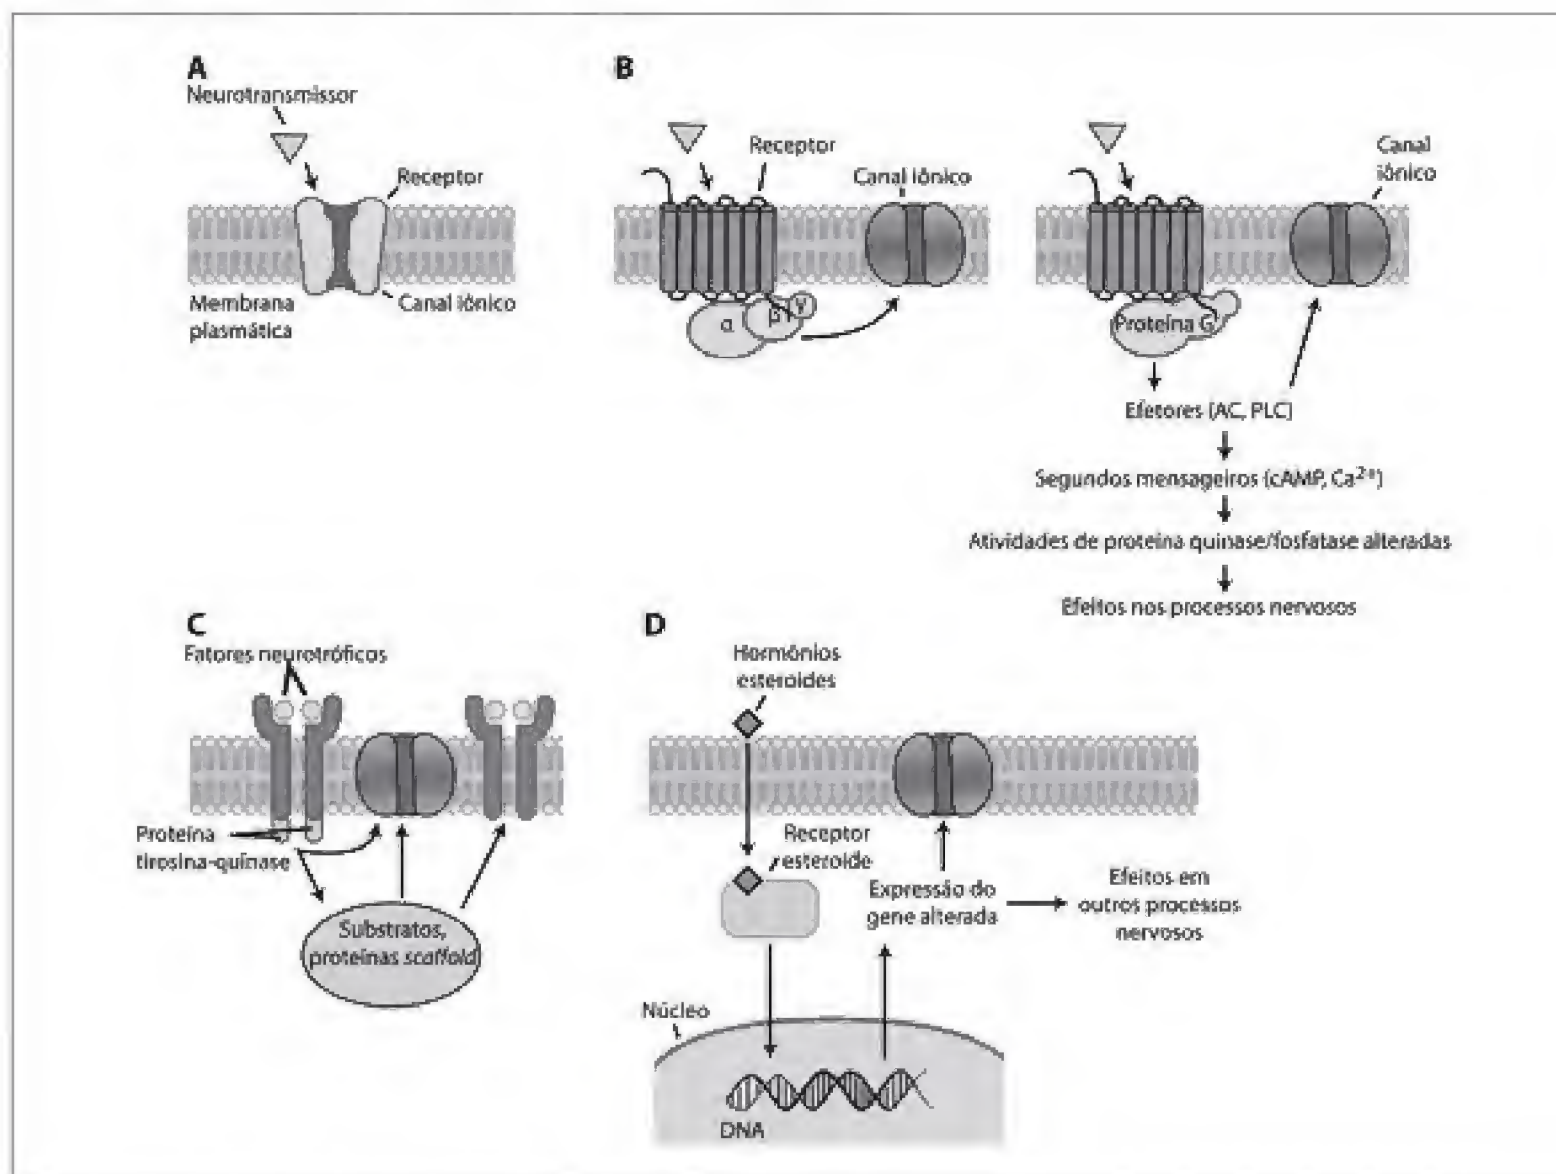 A
Neurotransmissor
Receptor
Membrana
plasmática
Canal iônico
B
Receptor
Canal iônico
α
β
γ
Canal
iônico
Proteína G
Efetores (AC, PLC)
Segundos mensageiros (cAMP, Ca²⁺)
Atividades de proteína quinase/fosfatase alteradas
Efeitos nos processos nervosos
C
Fatores neurotróficos
Proteína
tirosina-quinase
Substratos,
proteínas scaffold
D
Hormônios
esteroides
Receptor
esteroide
Expressão do
gene alterada
Efeitos em
outros processos
nervosos
Núcleo
DNA